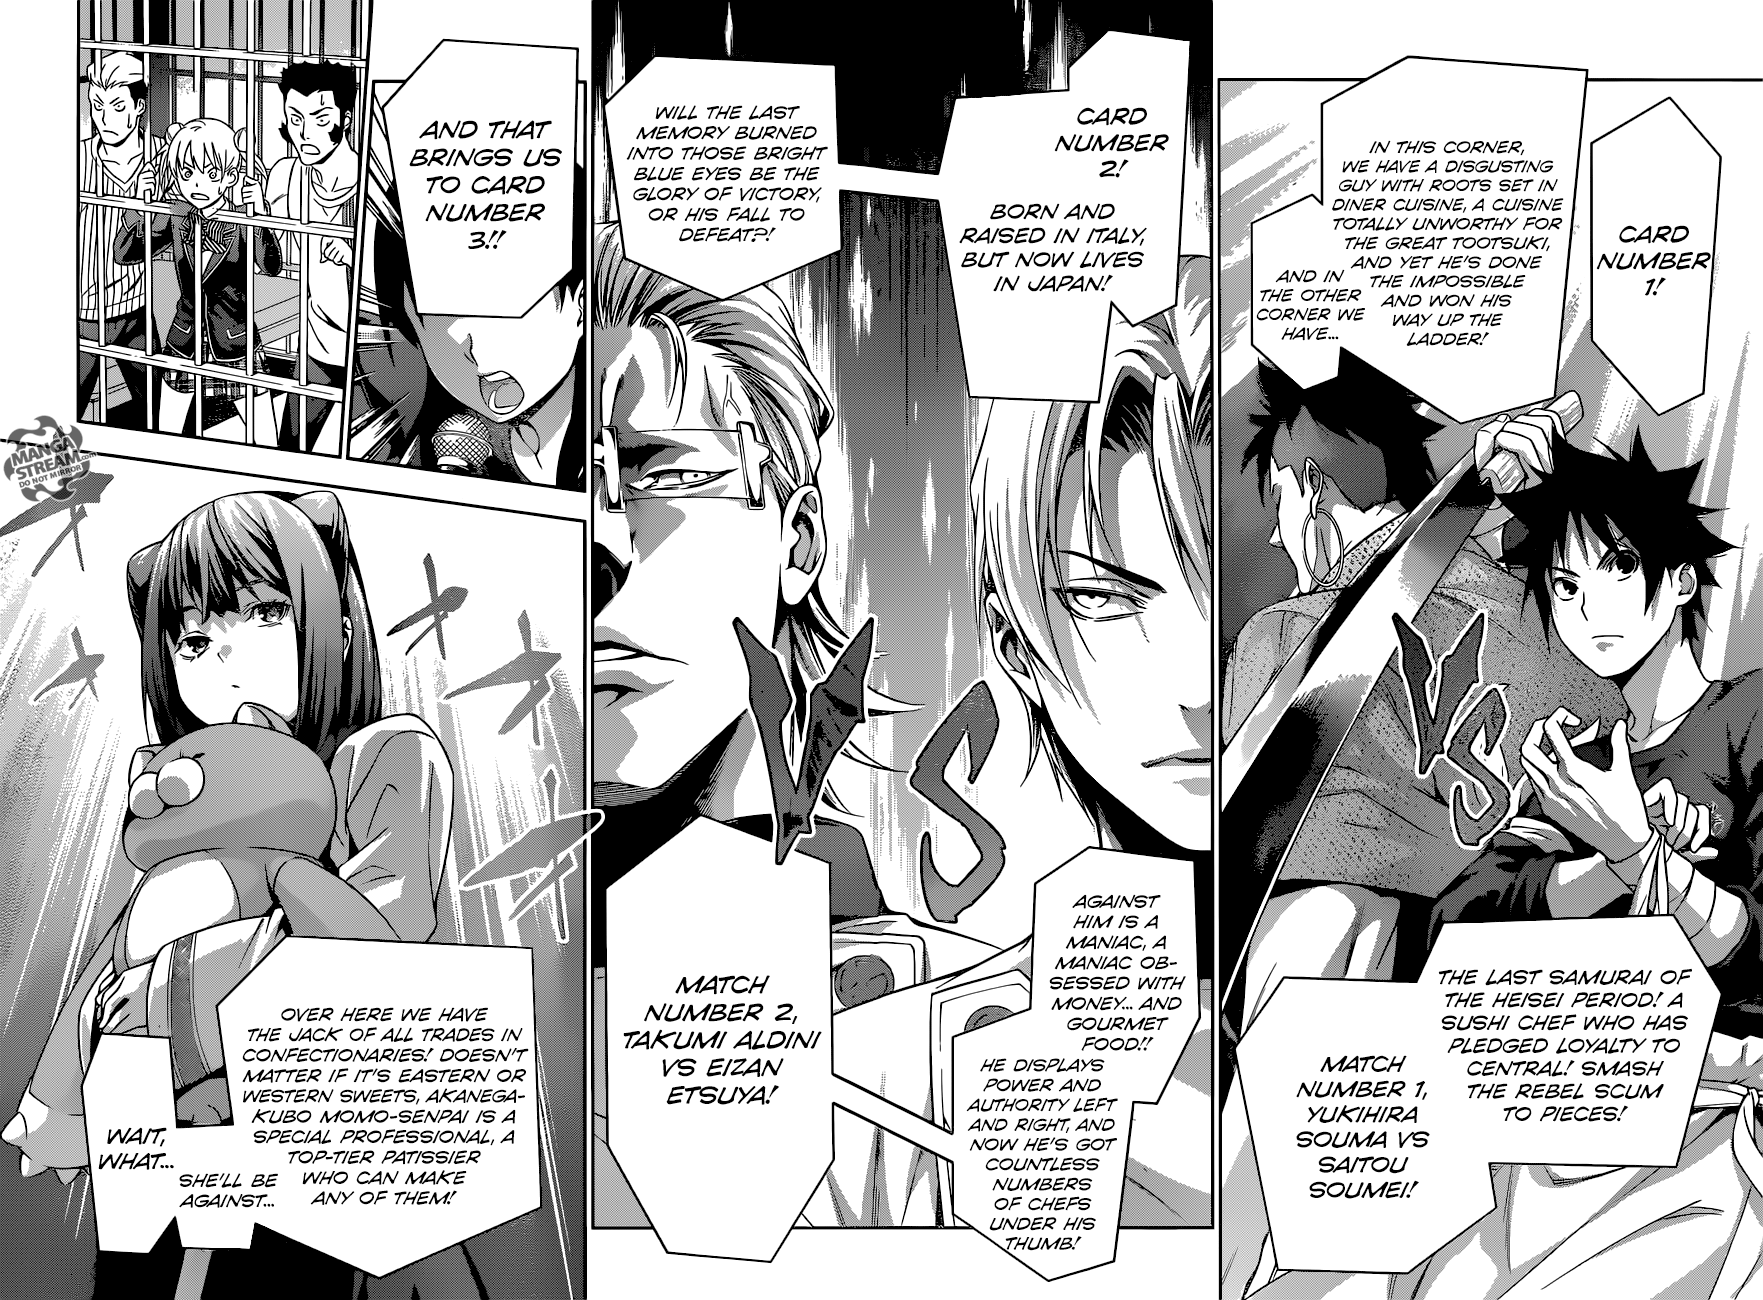 CARD
NUMBER
1!
IN THIS CORNER,
WE HAVE A DISGUSTING
GUY WITH ROOTS SET IN
DINER CUISINE, A CUISINE
TOTALLY UNWORTHY FOR
THE GREAT TOOTSUKI,
AND YET HE'S DONE
THE IMPOSSIBLE
AND WON HIS
WAY UP THE
LADDER!
AND IN
THE OTHER
CORNER WE
HAVE...
VS
THE LAST SAMURAI OF
THE HEISEI PERIOD! A
SUSHI CHEF WHO HAS
PLEDGED LOYALTY TO
CENTRAL! SMASH
THE REBEL SCUM
TO PIECES!
MATCH
NUMBER 1,
YUKIHIRA
SOUMA VS
SAITOU
SOUMEI!
CARD
NUMBER
2!
BORN AND
RAISED IN ITALY,
BUT NOW LIVES
IN JAPAN!
WILL THE LAST
MEMORY BURNED
INTO THOSE BRIGHT
BLUE EYES BE THE
GLORY OF VICTORY,
OR HIS FALL TO
DEFEAT?!
VS
AGAINST
HIM IS A
MANIAC, A
MANIAC OB-
SESSED WITH
MONEY... AND
GOURMET
FOOD!!
HE DISPLAYS
POWER AND
AUTHORITY LEFT
AND RIGHT, AND
NOW HE'S GOT
COUNTLESS
NUMBERS
OF CHEFS
UNDER HIS
THUMB!
MATCH
NUMBER 2,
TAKUMI ALDINI
VS EIZAN
ETSUYA!
AND THAT
BRINGS US
TO CARD
NUMBER
3!!
MANGA
STREAM.com
DO NOT MIRROR
OVER HERE WE HAVE
THE JACK OF ALL TRADES IN
CONFECTIONARIES! DOESN'T
MATTER IF IT'S EASTERN OR
WESTERN SWEETS, AKANEGA-
KUBO MOMO-SENPAI IS A
SPECIAL PROFESSIONAL, A
TOP-TIER PATISSIER
WHO CAN MAKE
ANY OF THEM!
SHE'LL BE
AGAINST...
WAIT,
WHAT...